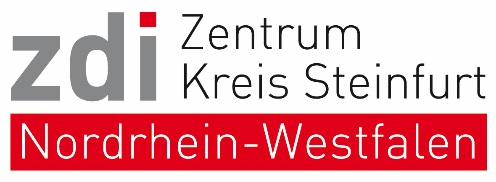 zdi Zentrum
Kreis Steinfurt
Nordrhein-Westfalen